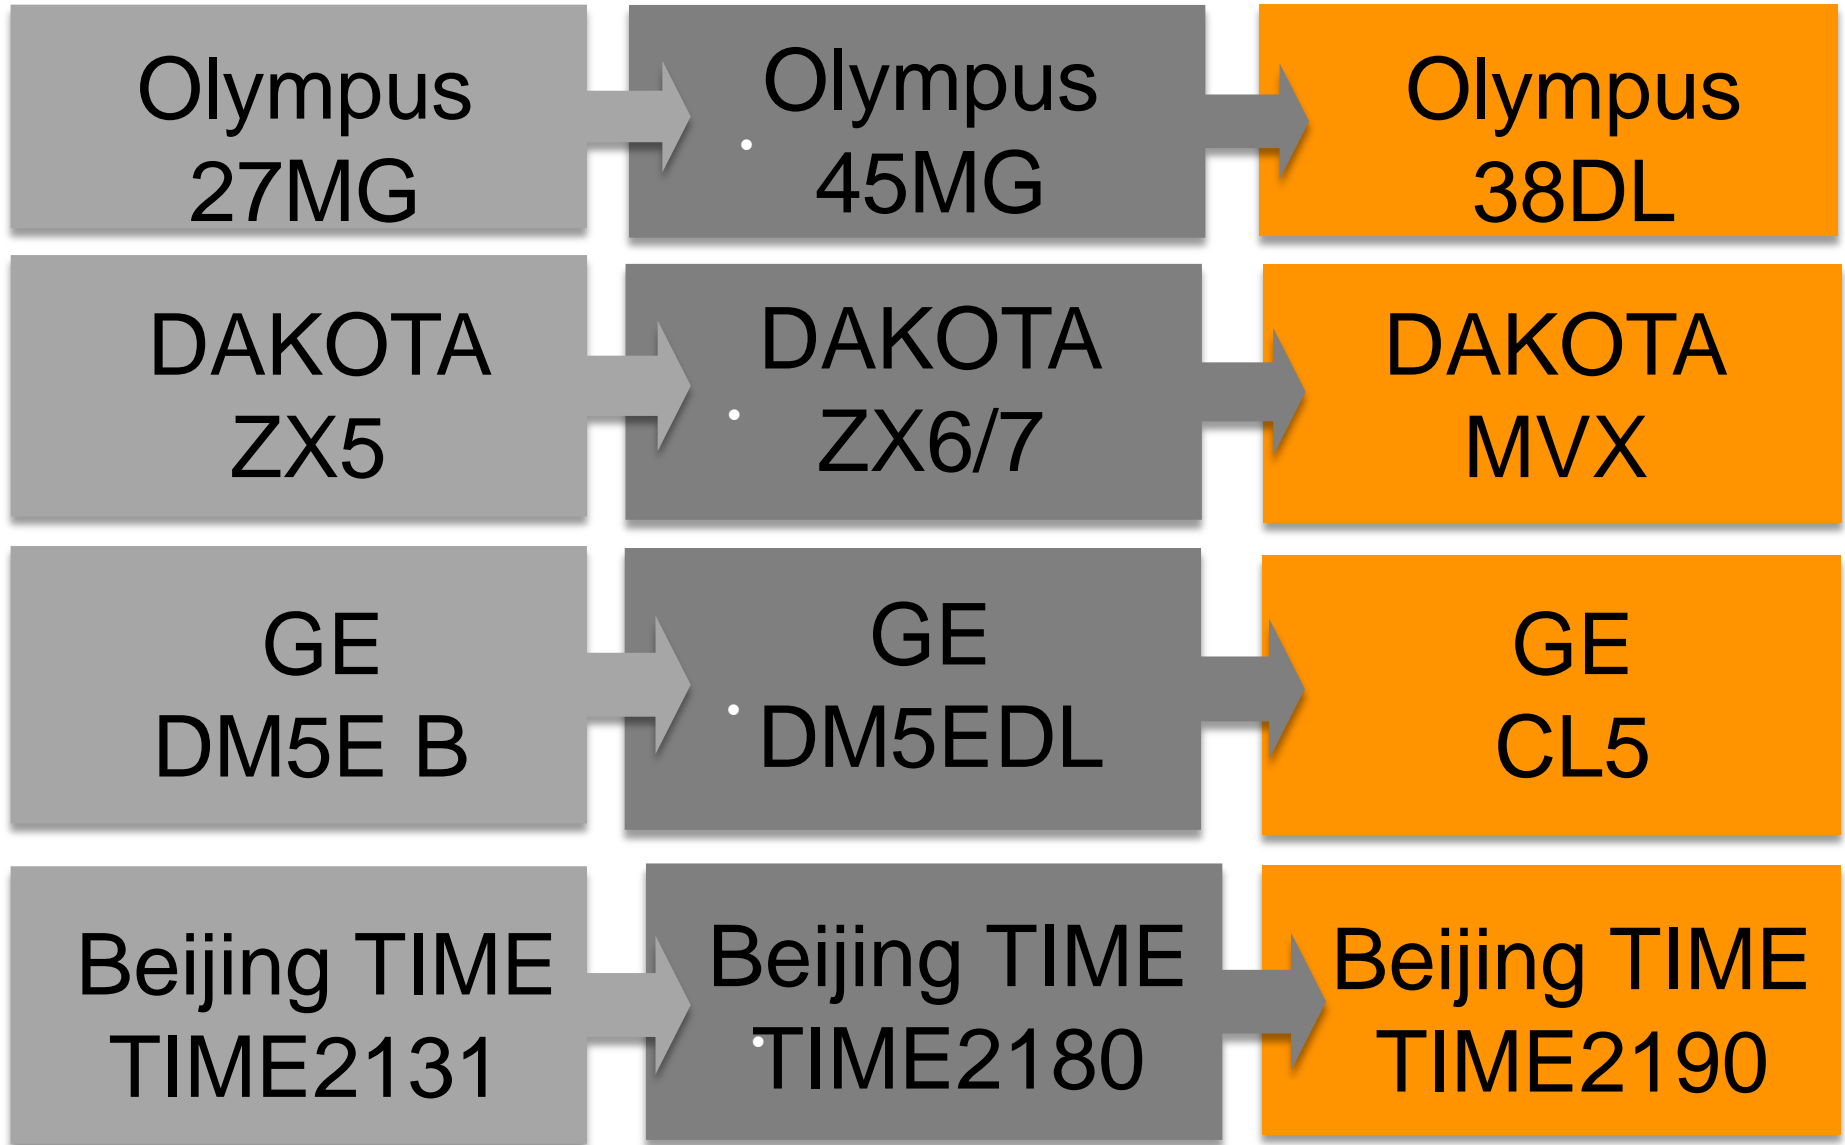 Olympus
27MG
Olympus
45MG
Olympus
38DL
DAKOTA
ZX5
DAKOTA
ZX6/7
DAKOTA
MVX
GE
DM5E B
GE
DM5EDL
GE
CL5
Beijing TIME
TIME2131
Beijing TIME
TIME2180
Beijing TIME
TIME2190